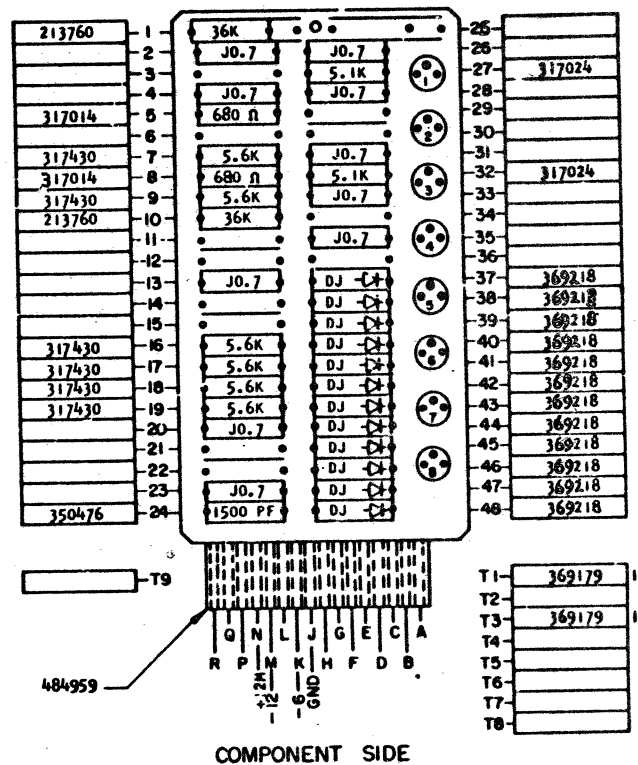 213760 1 36K 25
2 J0.7 J0.7 26
3 5.1K 1 27 317024
4 J0.7 J0.7 28
317014 5 680 Ω 29
6 2 30
317430 7 5.6K J0.7 31
317014 8 680 Ω 5.1K 3 32 317024
317430 9 5.6K J0.7 33
213760 10 36K 34
11 J0.7 4 35
12 36
13 J0.7 DJ 37 369218
14 DJ 5 38 369218
15 DJ 39 369218
317430 16 5.6K DJ 6 40 369218
317430 17 5.6K DJ 41 369218
317430 18 5.6K DJ 42 369218
317430 19 5.6K DJ 7 43 369218
20 J0.7 DJ 44 369218
21 DJ 45 369218
22 DJ 46 369218
23 J0.7 DJ 47 369218
350476 24 1500 PF DJ 48 369218
T9
T1 369179 1
T2
T3 369179 1
T4
T5
T6
T7
T8
Q N L J G E C A
R P M K H F D B
+12M
-12
-6
GND
484959
COMPONENT SIDE